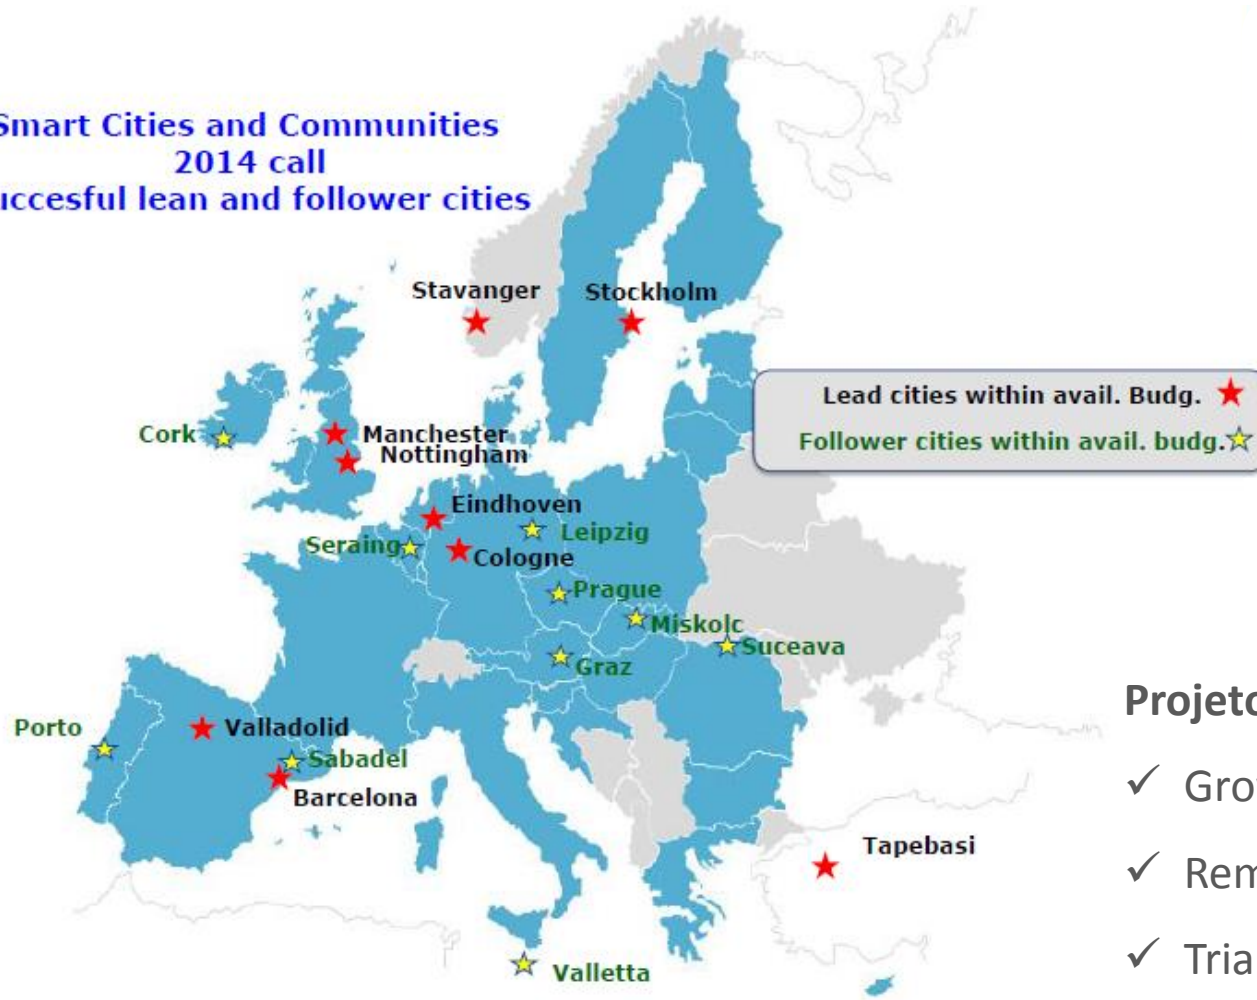 Smart Cities and Communities
2014 call
uccesful lean and follower cities
Stavanger
Stockholm
Lead cities within avail. Budg.
Follower cities within avail. budg.
Cork
Manchester
Nottingham
Eindhoven
Leipzig
Seraing
Cologne
Prague
Miskolc
Suceava
Graz
Porto
Valladolid
Sabadel
Barcelona
Tapebasi
Valletta
Projeto
✓ Gro
✓ Rem
✓ Tria